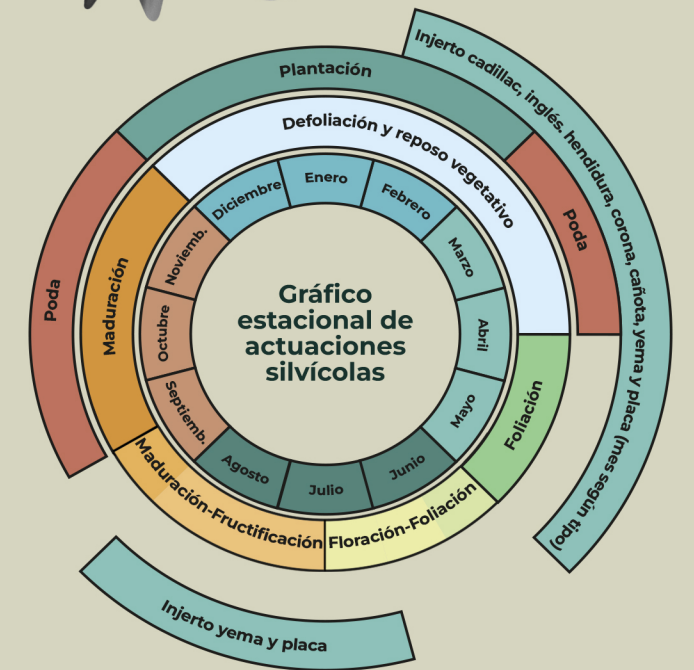 Injerto cadillac, inglés, hendidura, corona, cañota, yema y placa (mes según tipo)
Plantación
Poda
Poda
Defoliación y reposo vegetativo
Maduración
Foliación
Maduración-Fructificación
Floración-Foliación
Enero
Febrero
Marzo
Abril
Mayo
Junio
Julio
Agosto
Septiemb.
Octubre
Noviemb.
Diciembre
Gráfico
estacional de
actuaciones
silvícolas
Injerto yema y placa